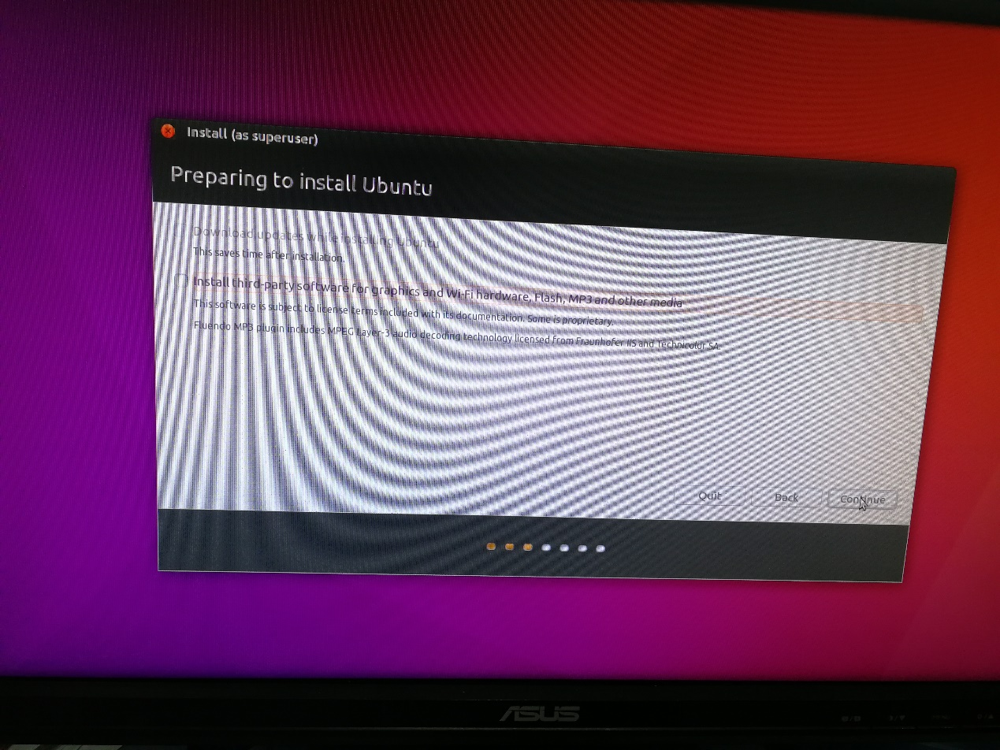 Install (as superuser)
Preparing to install Ubuntu
Download updates while installing Ubuntu
This saves time after installation.
Install third-party software for graphics and Wi-Fi hardware, Flash, MP3 and other media
This software is subject to license terms included with its documentation. Some is proprietary.
Fluendo MP3 plugin includes MPEG Layer-3 audio decoding technology licensed from Fraunhofer IIS and Technicolor SA.
Quit
Back
Continue
ASUS